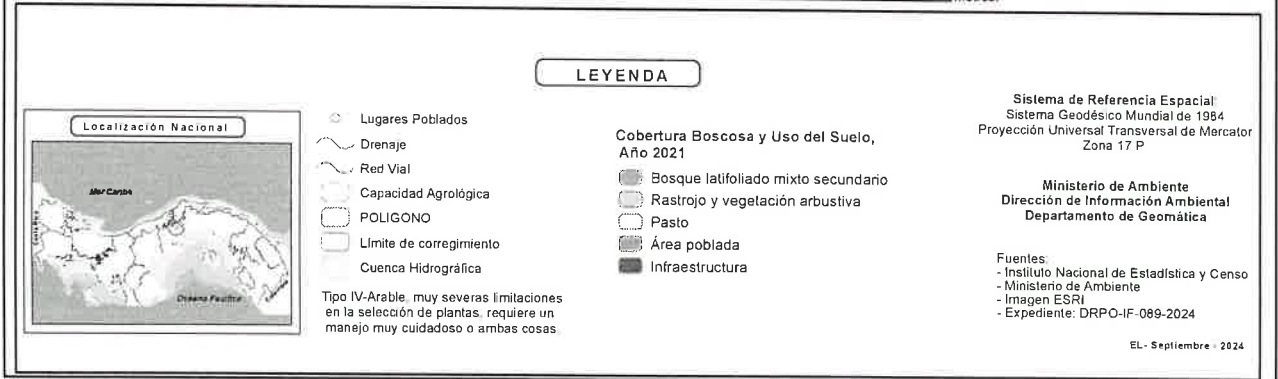 LEYENDA
Localización Nacional
Mar Caribe
Costa Rica
Océano Pacífico
Colombia
Lugares Poblados
Drenaje
Red Vial
Capacidad Agrológica
POLIGONO
Límite de corregimiento
Cuenca Hidrográfica
Tipo IV-Arable, muy severas limitaciones
en la selección de plantas, requiere un
manejo muy cuidadoso o ambas cosas.
Cobertura Boscosa y Uso del Suelo,
Año 2021
Bosque latifoliado mixto secundario
Rastrojo y vegetación arbustiva
Pasto
Área poblada
Infraestructura
Sistema de Referencia Espacial:
Sistema Geodésico Mundial de 1984
Proyección Universal Transversal de Mercator
Zona 17 P
Ministerio de Ambiente
Dirección de Información Ambiental
Departamento de Geomática
Fuentes:
- Instituto Nacional de Estadística y Censo
- Ministerio de Ambiente
- Imagen ESRI
- Expediente: DRPO-IF-089-2024
EL- Septiembre - 2024